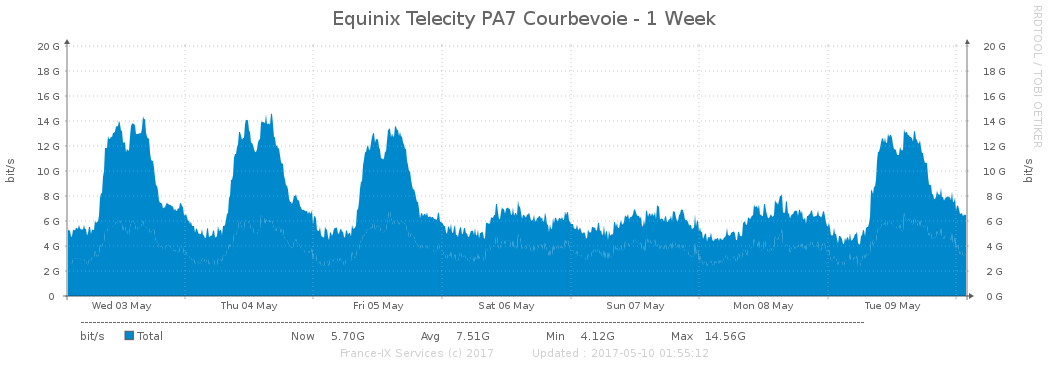 Equinix Telecity PA7 Courbevoie - 1 Week
RRDTOOL / TOBI OETIKER
bit/s
20 G 20 G
18 G 18 G
16 G 16 G
14 G 14 G
12 G 12 G
10 G 10 G
8 G 8 G
6 G 6 G
4 G 4 G
2 G 2 G
0 0 G
bit/s
Wed 03 May Thu 04 May Fri 05 May Sat 06 May Sun 07 May Mon 08 May Tue 09 May
bit/s Total Now 5.70G Avg 7.51G Min 4.12G Max 14.56G
France-IX Services (c) 2017 Updated : 2017-05-10 01:55:12